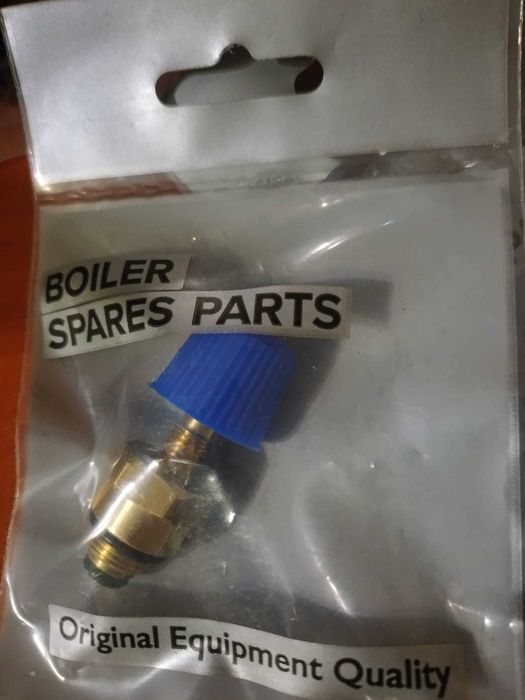 BOILER
SPARES PARTS
Original Equipment Quality